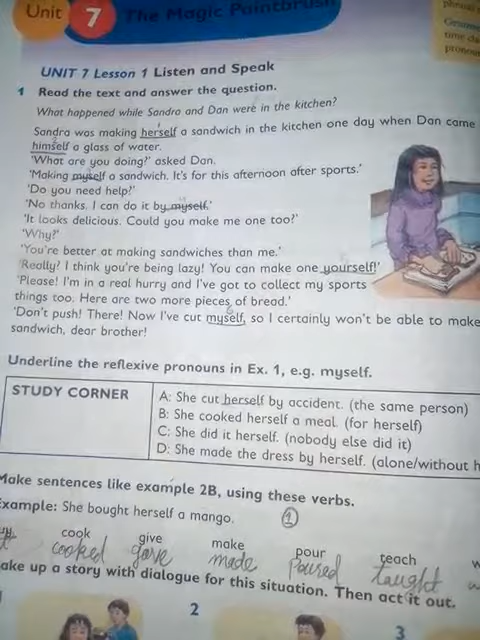 Unit 7 The Magic Paintbrush
phrasal
time cla
pronou
UNIT 7 Lesson 1 Listen and Speak
1 Read the text and answer the question.
What happened while Sandra and Dan were in the kitchen?
Sandra was making herself a sandwich in the kitchen one day when Dan came
himself a glass of water.
'What are you doing?' asked Dan.
'Making myself a sandwich. It's for this afternoon after sports.'
'Do you need help?'
'No thanks. I can do it by myself.'
'It looks delicious. Could you make me one too?'
'Why?'
'You're better at making sandwiches than me.'
'Really? I think you're being lazy! You can make one yourself!'
'Please! I'm in a real hurry and I've got to collect my sports
things too. Here are two more pieces of bread.'
'Don't push! There! Now I've cut myself, so I certainly won't be able to make
sandwich, dear brother!
Underline the reflexive pronouns in Ex. 1, e.g. myself.
STUDY CORNER
A: She cut herself by accident. (the same person)
B: She cooked herself a meal. (for herself)
C: She did it herself. (nobody else did it)
D: She made the dress by herself. (alone/without h
Make sentences like example 2B, using these verbs.
Example: She bought herself a mango. 1
cook give make pour teach w
cooked gave made Poured taught
ake up a story with dialogue for this situation. Then act it out.
2 3